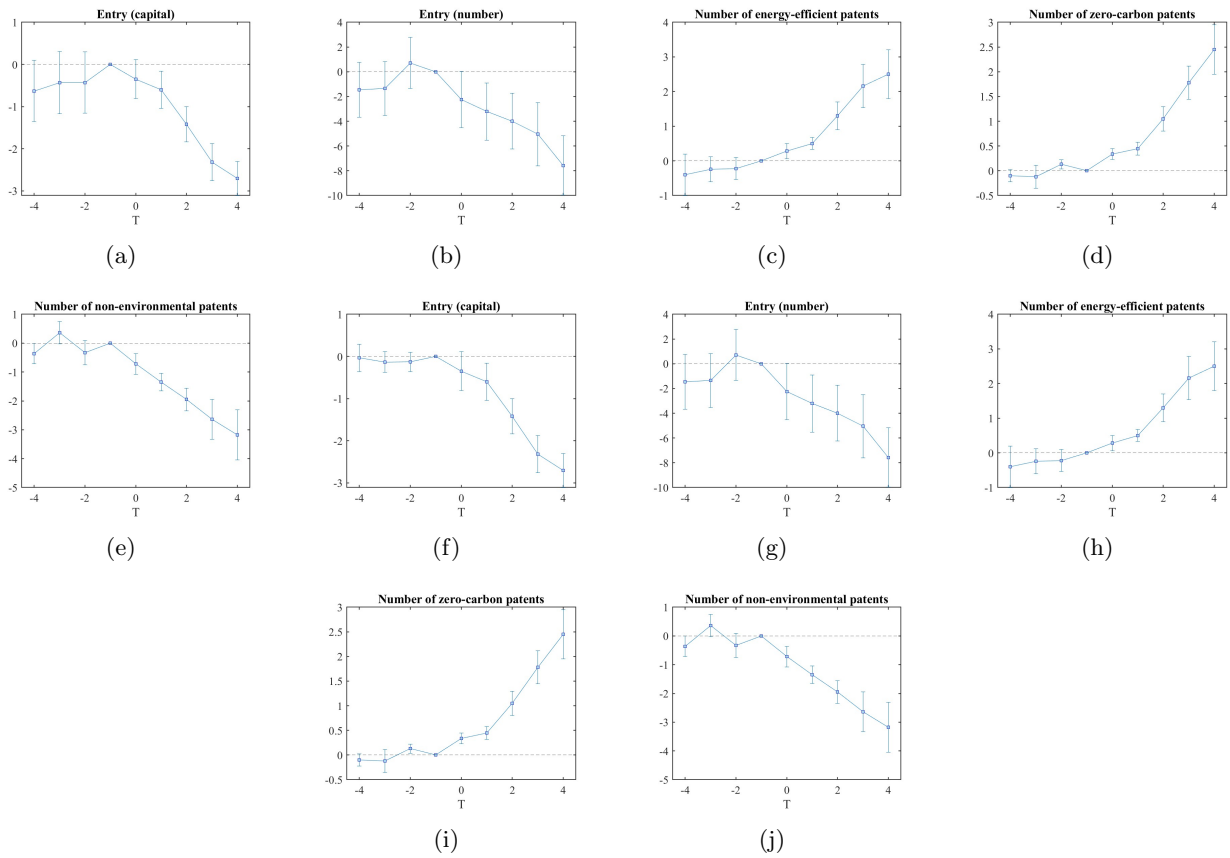 Entry (capital)
1
0
-1
-2
-3
-4 -2 0 2 4
T
(a)
Entry (number)
4
2
0
-2
-4
-6
-8
-10
-4 -2 0 2 4
T
(b)
Number of energy-efficient patents
4
3
2
1
0
-1
-4 -2 0 2 4
T
(c)
Number of zero-carbon patents
3
2.5
2
1.5
1
0.5
0
0.5
-4 -2 0 2 4
T
(d)
Number of non-environmental patents
1
0
-1
-2
-3
-4
-5
-4 -2 0 2 4
T
(e)
Entry (capital)
1
0
-1
-2
-3
-4 -2 0 2 4
T
(f)
Entry (number)
4
2
0
-2
-4
-6
-8
-10
-4 -2 0 2 4
T
(g)
Number of energy-efficient patents
4
3
2
1
0
-1
-4 -2 0 2 4
T
(h)
Number of zero-carbon patents
3
2.5
2
1.5
1
0.5
0
-0.5
-4 -2 0 2 4
T
(i)
Number of non-environmental patents
1
0
-1
-2
-3
-4
-5
-4 -2 0 2 4
T
(j)